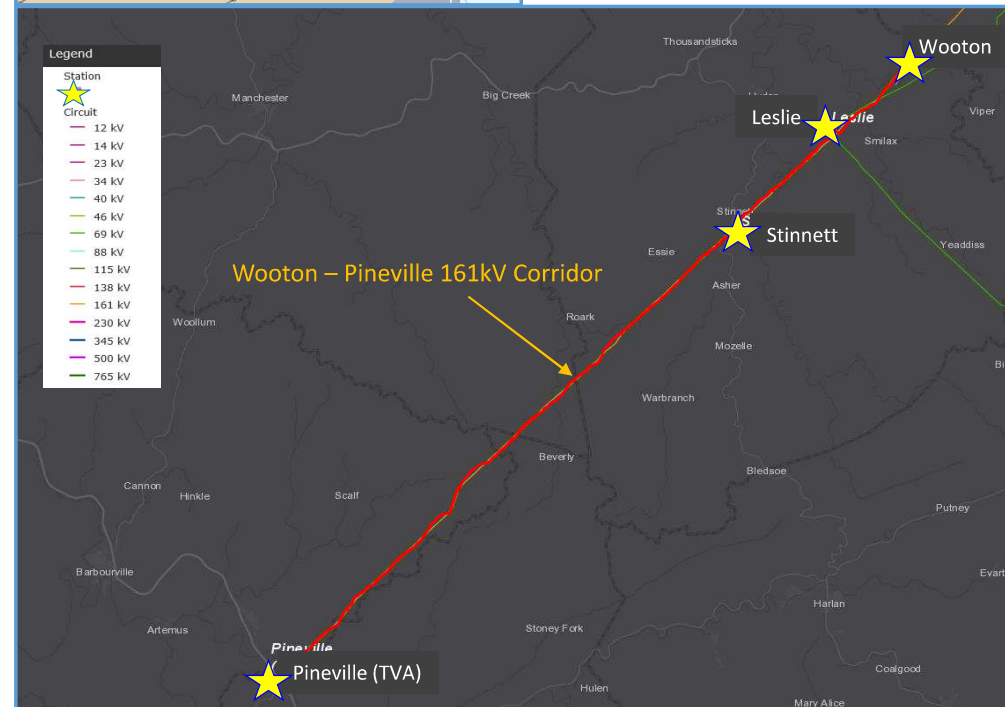 Legend
Station
Circuit
12 kV
14 kV
23 kV
34 kV
40 kV
46 kV
69 kV
88 kV
115 kV
138 kV
161 kV
230 kV
345 kV
500 kV
765 kV
Thousandsticks
Wooton
Manchester
Big Creek
Viper
Leslie
Leslie
Smilax
Stinnett
Essie
Yeaddiss
Wooton – Pineville 161kV Corridor
Asher
Woollum
Roark
Mozelle
Warbranch
Beverly
Bledsoe
Cannon
Hinkle
Scalf
Putney
Barbourville
Evart
Harlan
Artemus
Stoney Fork
Pineville
Pineville (TVA)
Coalgood
Hulen
Mary Alice